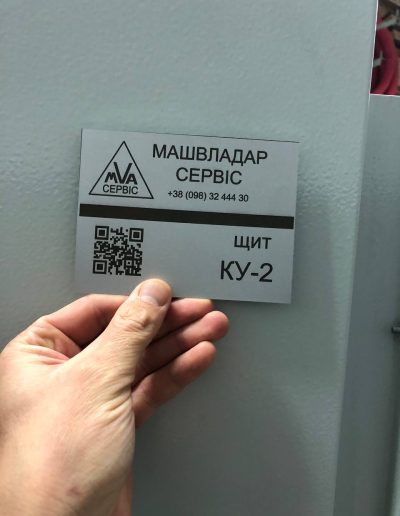 MVA
СЕРВІС
МАШВЛАДАР
СЕРВІС
+38 (098) 32 444 30
ЩИТ
КУ-2